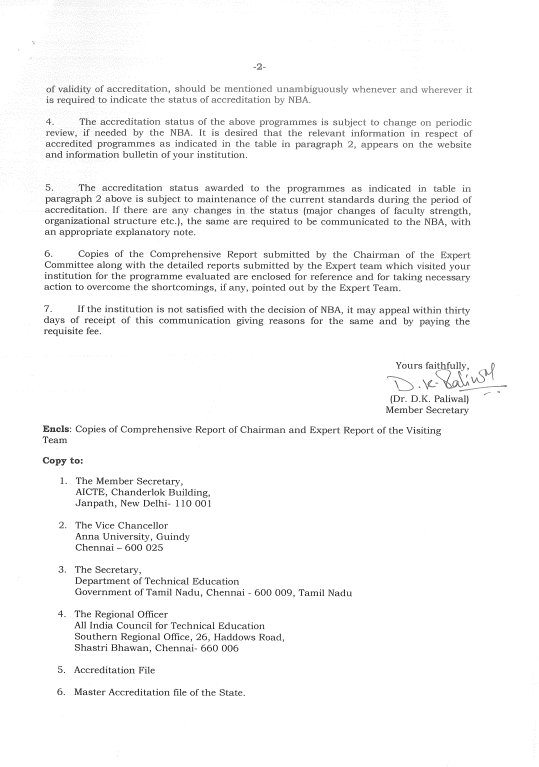 -2-
of validity of accreditation, should be mentioned unambiguously whenever and wherever it
is required to indicate the status of accreditation by NBA.
4. The accreditation status of the above programmes is subject to change on periodic
review, if needed by the NBA. It is desired that the relevant information in respect of
accredited programmes as indicated in the table in paragraph 2, appears on the website
and information bulletin of your institution.
5. The accreditation status awarded to the programmes as indicated in table in
paragraph 2 above is subject to maintenance of the current standards during the period of
accreditation. If there are any changes in the status (major changes of faculty strength,
organizational structure etc.), the same are required to be communicated to the NBA, with
an appropriate explanatory note.
6. Copies of the Comprehensive Report submitted by the Chairman of the Expert
Committee along with the detailed reports submitted by the Expert team which visited your
institution for the programme evaluated are enclosed for reference and for taking necessary
action to overcome the shortcomings, if any, pointed out by the Expert Team.
7. If the institution is not satisfied with the decision of NBA, it may appeal within thirty
days of receipt of this communication giving reasons for the same and by paying the
requisite fee.
Yours faithfully,
D.K. Paliwal
(Dr. D.K. Paliwal)
Member Secretary
Encls: Copies of Comprehensive Report of Chairman and Expert Report of the Visiting
Team
Copy to:
1. The Member Secretary,
AICTE, Chanderlok Building,
Janpath, New Delhi- 110 001
2. The Vice Chancellor
Anna University, Guindy
Chennai – 600 025
3. The Secretary,
Department of Technical Education
Government of Tamil Nadu, Chennai - 600 009, Tamil Nadu
4. The Regional Officer
All India Council for Technical Education
Southern Regional Office, 26, Haddows Road,
Shastri Bhawan, Chennai- 660 006
5. Accreditation File
6. Master Accreditation file of the State.